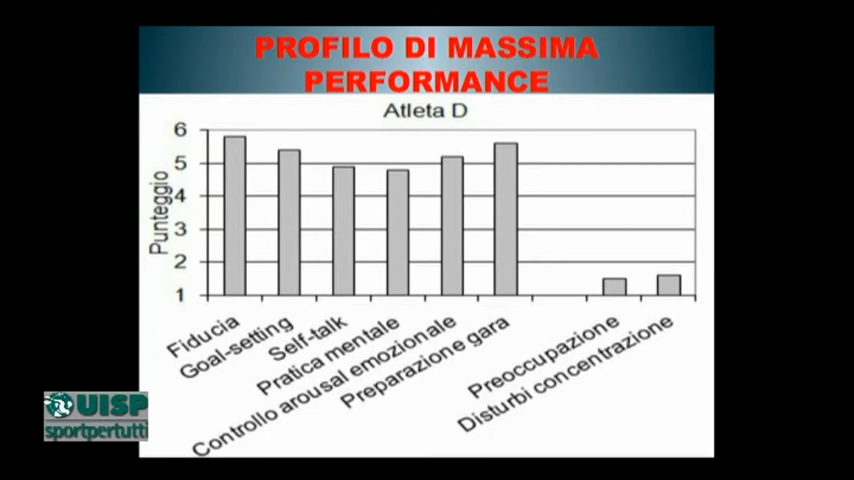 PROFILO DI MASSIMA
PERFORMANCE
Atleta D
Punteggio
6
5
4
3
2
1
Fiducia
Goal-setting
Self-talk
Pratica mentale
Controllo arousal emozionale
Preparazione gara
Preoccupazione
Disturbi concentrazione
UISP
sportpertutti